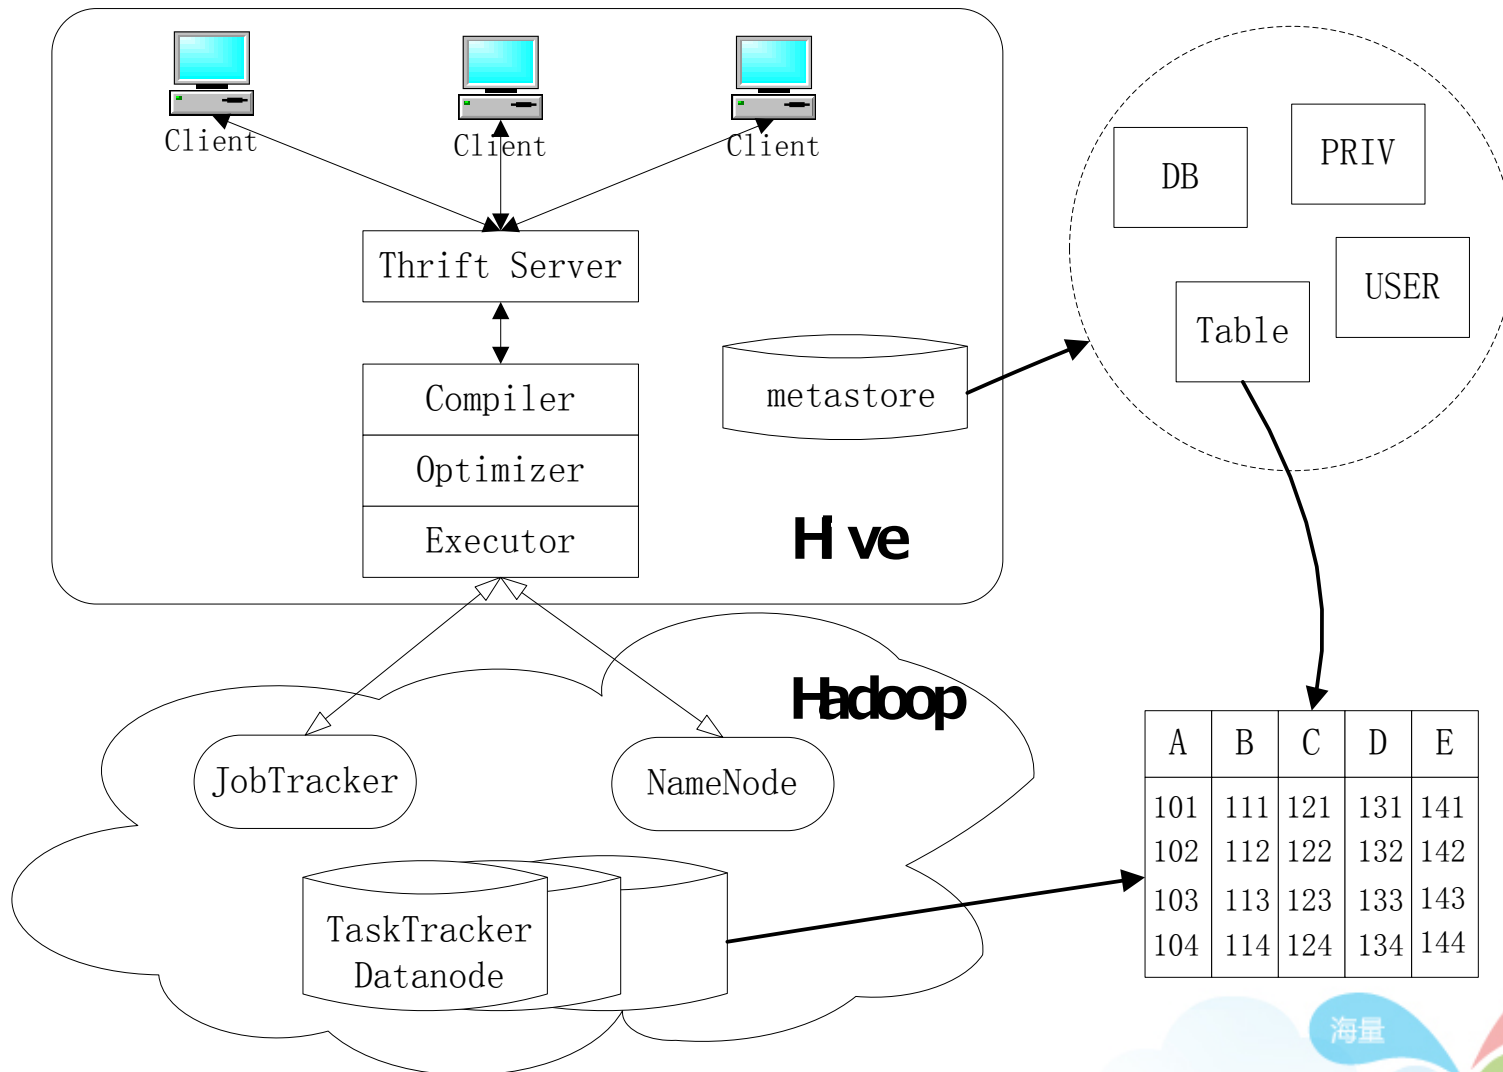 Client
Client
Client
Thrift Server
Compiler
Optimizer
Executor
metastore
Hive
DB
PRIV
USER
Table
Hadoop
JobTracker
NameNode
TaskTracker
Datanode
A B C D E
101 111 121 131 141
102 112 122 132 142
103 113 123 133 143
104 114 124 134 144
海量